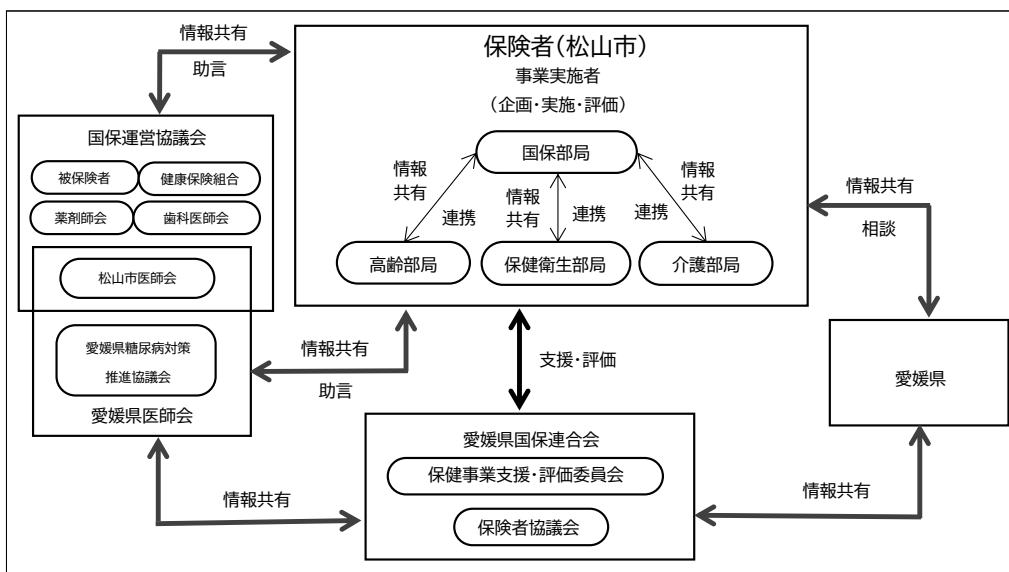 情報共有
助言
保険者(松山市)
事業実施者
(企画・実施・評価)
国保部局
情報
共有
連携
情報
共有
連携
情報
共有
連携
高齢部局
保健衛生部局
介護部局
国保運営協議会
被保険者
健康保険組合
薬剤師会
歯科医師会
松山市医師会
愛媛県糖尿病対策
推進協議会
愛媛県医師会
情報共有
助言
支援・評価
情報共有
相談
愛媛県
愛媛県国保連合会
保健事業支援・評価委員会
保険者協議会
情報共有
情報共有